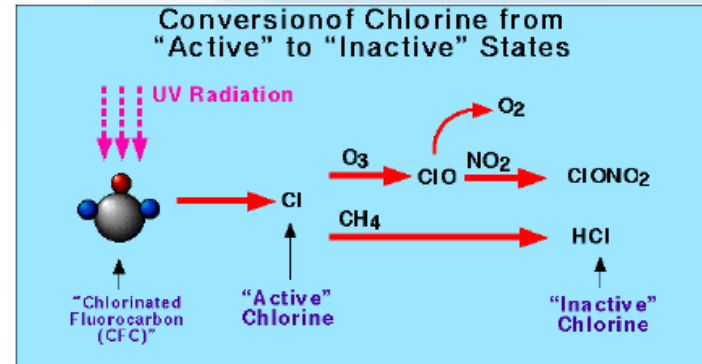 Conversionof Chlorine from
“Active” to “Inactive” States
UV Radiation
O2
O3
ClO
NO2
ClONO2
Cl
CH4
HCl
“Chlorinated
Fluorocarbon
(CFC)”
“Active”
Chlorine
“Inactive”
Chlorine